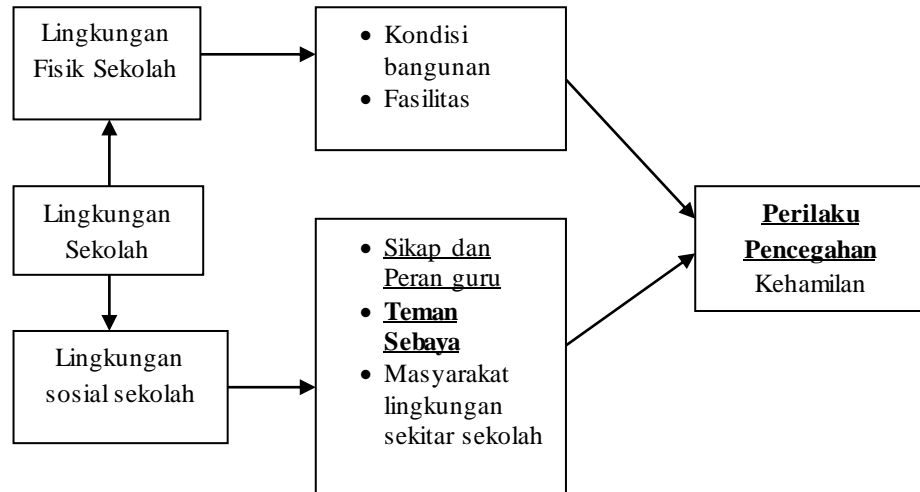 Lingkungan
Fisik Sekolah
• Kondisi
bangunan
• Fasilitas
Lingkungan
Sekolah
• Sikap dan
Peran guru
• Teman
Sebaya
• Masyarakat
lingkungan
sekitar sekolah
Perilaku
Pencegahan
Kehamilan
Lingkungan
sosial sekolah